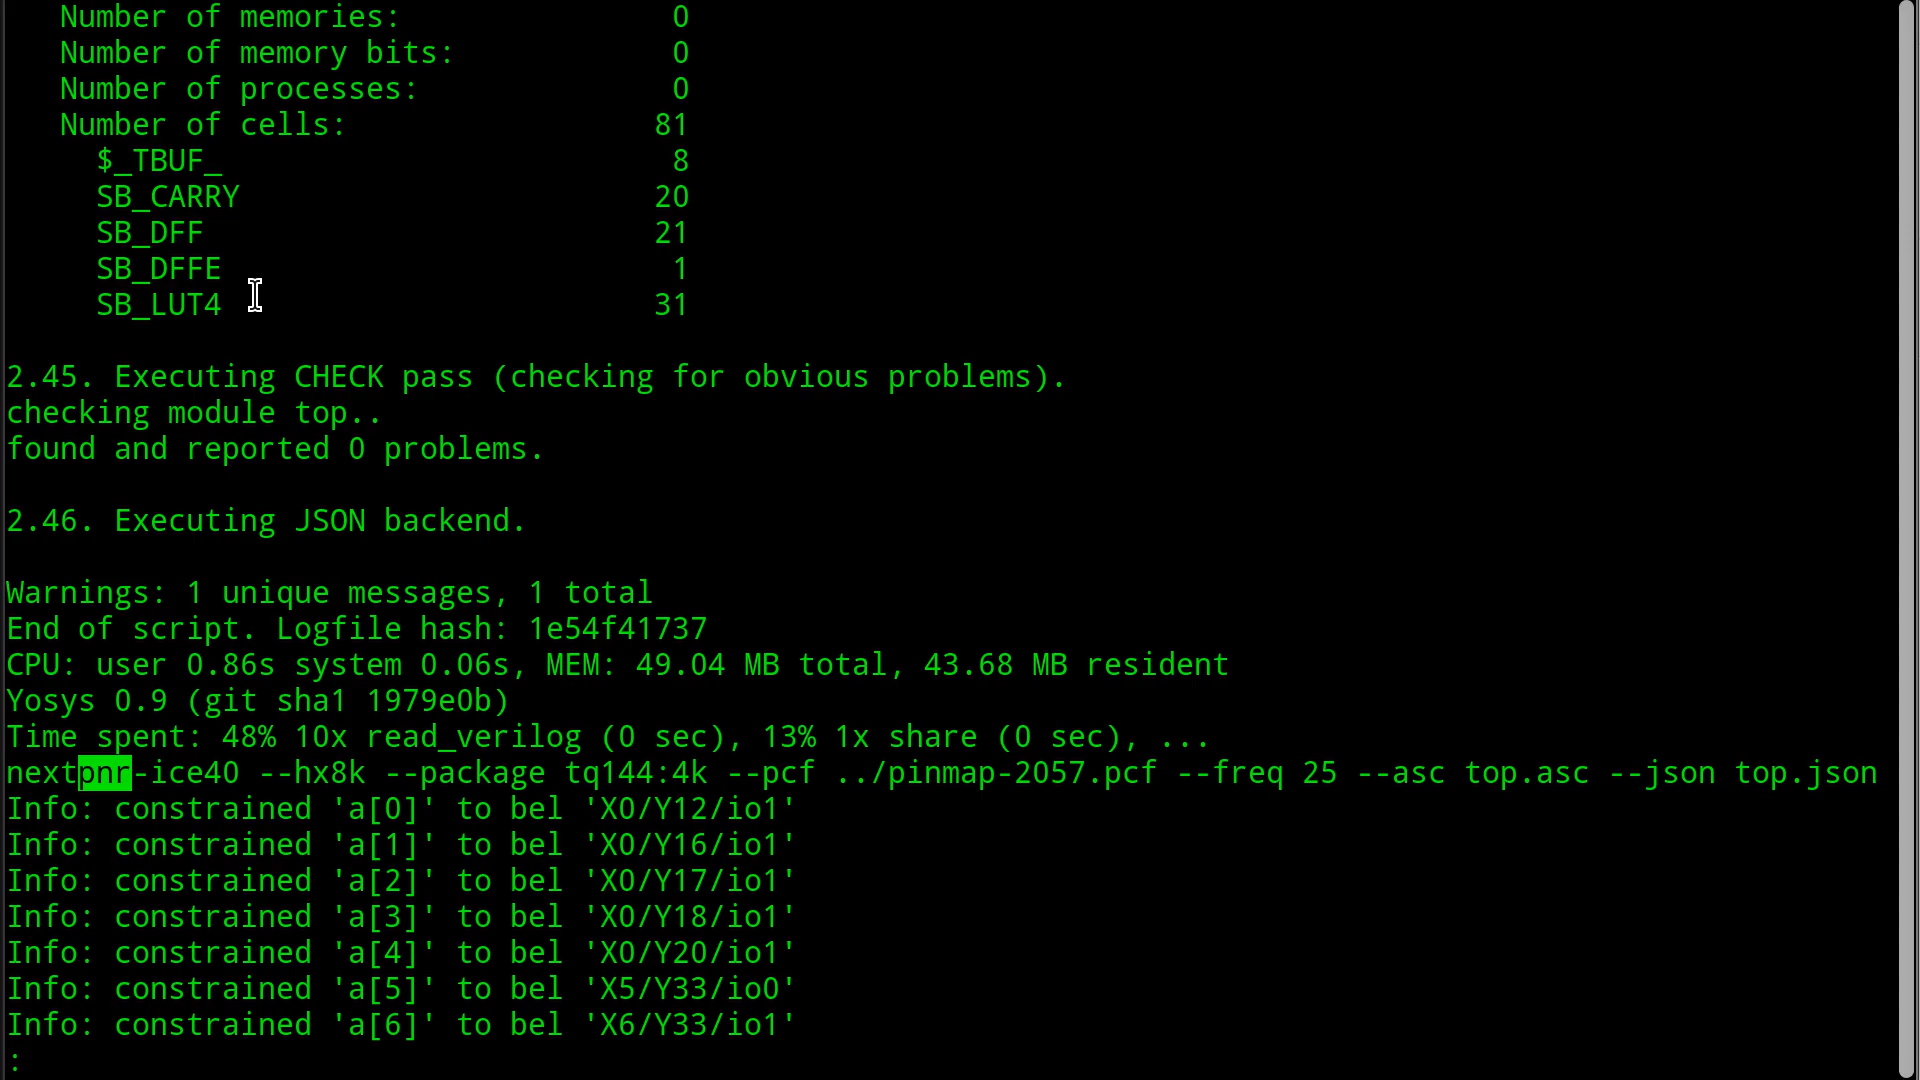 Number of memories: 0
Number of memory bits: 0
Number of processes: 0
Number of cells: 81
$_TBUF_ 8
SB_CARRY 20
SB_DFF 21
SB_DFFE 1
SB_LUT4 31
2.45. Executing CHECK pass (checking for obvious problems).
checking module top..
found and reported 0 problems.
2.46. Executing JSON backend.
Warnings: 1 unique messages, 1 total
End of script. Logfile hash: 1e54f41737
CPU: user 0.86s system 0.06s, MEM: 49.04 MB total, 43.68 MB resident
Yosys 0.9 (git sha1 1979e0b)
Time spent: 48% 10x read_verilog (0 sec), 13% 1x share (0 sec), ...
nextpnr-ice40 --hx8k --package tq144:4k --pcf ../pinmap-2057.pcf --freq 25 --asc top.asc --json top.json
Info: constrained 'a[0]' to bel 'X0/Y12/io1'
Info: constrained 'a[1]' to bel 'X0/Y16/io1'
Info: constrained 'a[2]' to bel 'X0/Y17/io1'
Info: constrained 'a[3]' to bel 'X0/Y18/io1'
Info: constrained 'a[4]' to bel 'X0/Y20/io1'
Info: constrained 'a[5]' to bel 'X5/Y33/io0'
Info: constrained 'a[6]' to bel 'X6/Y33/io1'
: